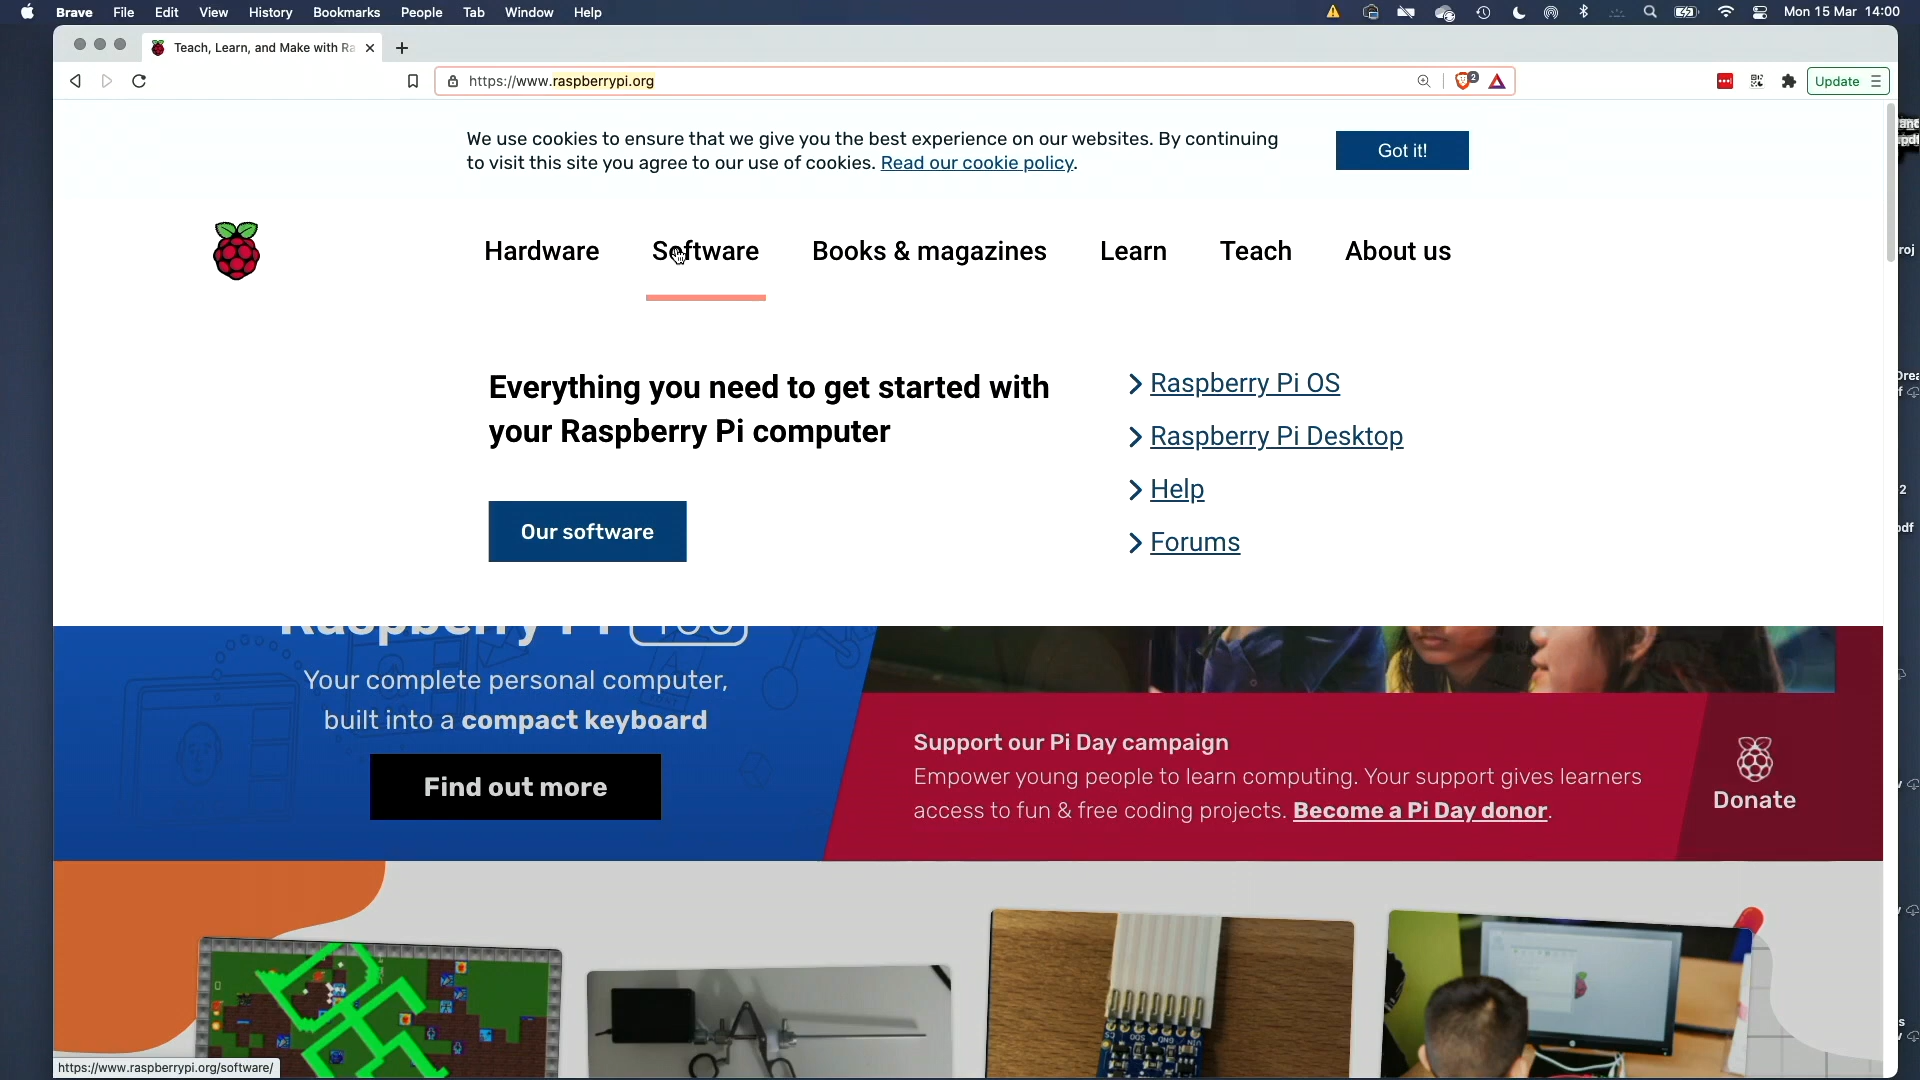 Brave File Edit View History Bookmarks People Tab Window Help
Mon 15 Mar 14:00
Teach, Learn, and Make with Ra
https://www.raspberrypi.org
2
Update
We use cookies to ensure that we give you the best experience on our websites. By continuing
to visit this site you agree to our use of cookies. Read our cookie policy.
Got it!
Hardware Software Books & magazines Learn Teach About us
Everything you need to get started with
your Raspberry Pi computer
Our software
Raspberry Pi OS
Raspberry Pi Desktop
Help
Forums
Your complete personal computer,
built into a compact keyboard
Find out more
Support our Pi Day campaign
Empower young people to learn computing. Your support gives learners
access to fun & free coding projects. Become a Pi Day donor.
Donate
https://www.raspberrypi.org/software/